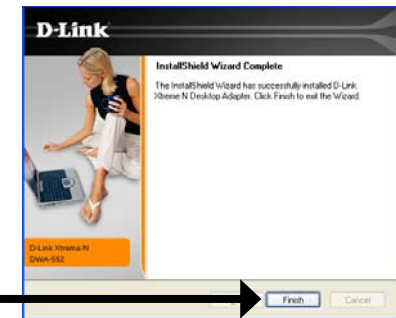 D-Link
InstallShield Wizard Complete
The InstallShield Wizard has successfully installed D-Link
Xtreme N Desktop Adapter. Click Finish to exit the Wizard.
D-Link Xtreme N
DWA-552
Finish
Cancel